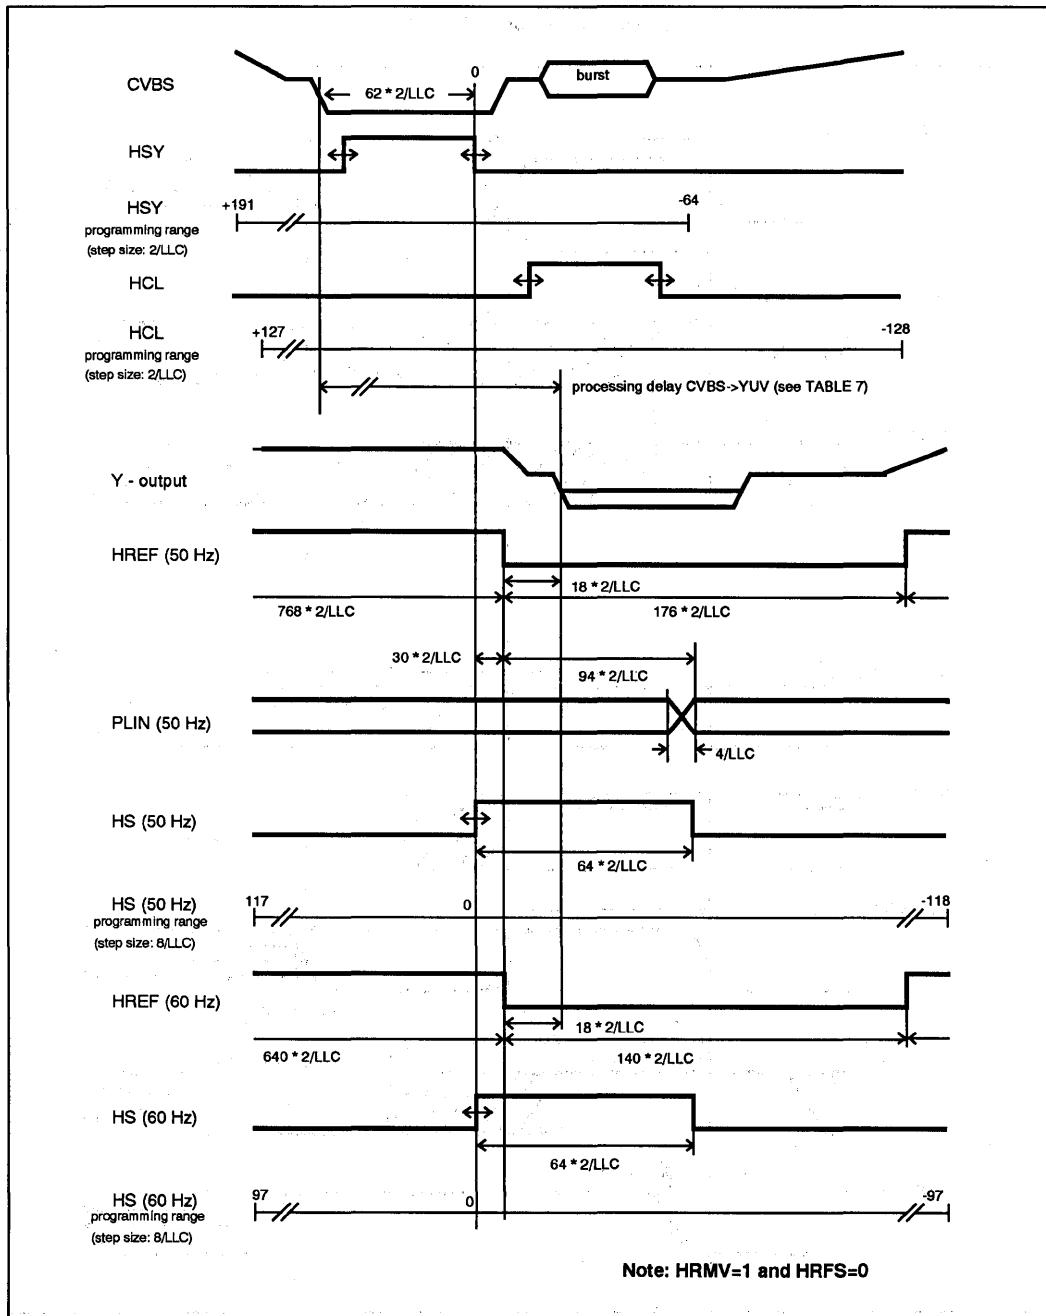 0
CVBS
62 * 2/LLC
burst
HSY
HSY
+191
-64
programming range
(step size: 2/LLC)
HCL
HCL
+127
-128
programming range
(step size: 2/LLC)
processing delay CVBS->YUV (see TABLE 7)
Y - output
HREF (50 Hz)
18 * 2/LLC
768 * 2/LLC
176 * 2/LLC
30 * 2/LLC
94 * 2/LLC
PLIN (50 Hz)
4/LLC
HS (50 Hz)
64 * 2/LLC
HS (50 Hz)
117
0
-118
programming range
(step size: 8/LLC)
HREF (60 Hz)
18 * 2/LLC
640 * 2/LLC
140 * 2/LLC
HS (60 Hz)
64 * 2/LLC
HS (60 Hz)
97
0
-97
programming range
(step size: 8/LLC)
Note: HRMV=1 and HRFS=0